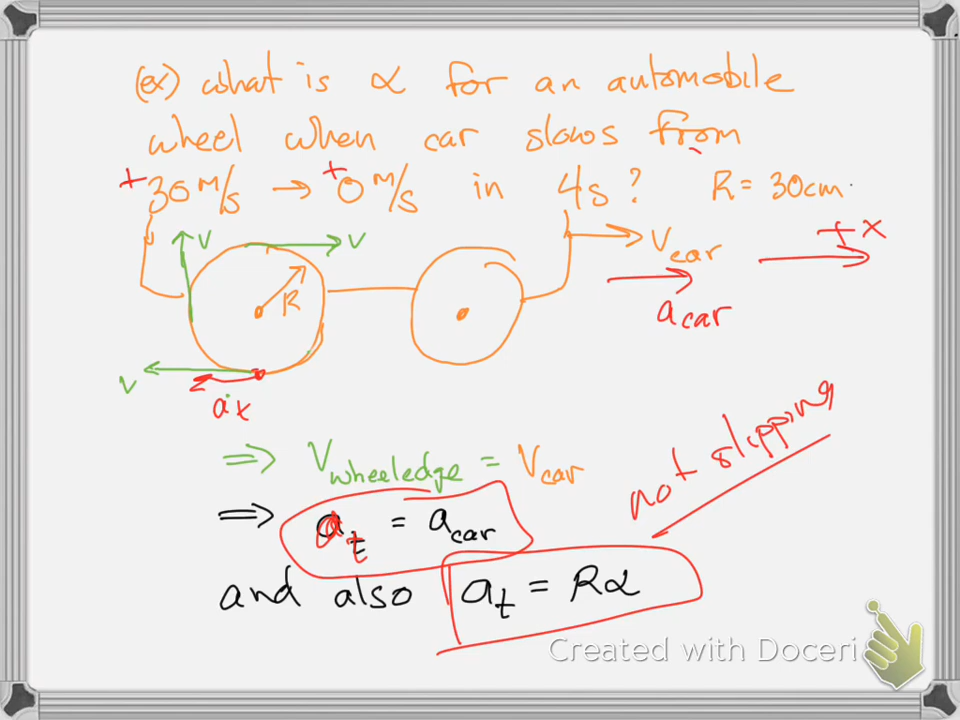 (ex) what is α for an automobile
wheel when car slows from
+30 m/s → +0 m/s in 4s? R = 30cm
+x
V V Vcar
R
acar
V
at
not slipping
⇒ Vwheeledge = Vcar
⇒ at = acar
and also at = Rα
Created with Doceri